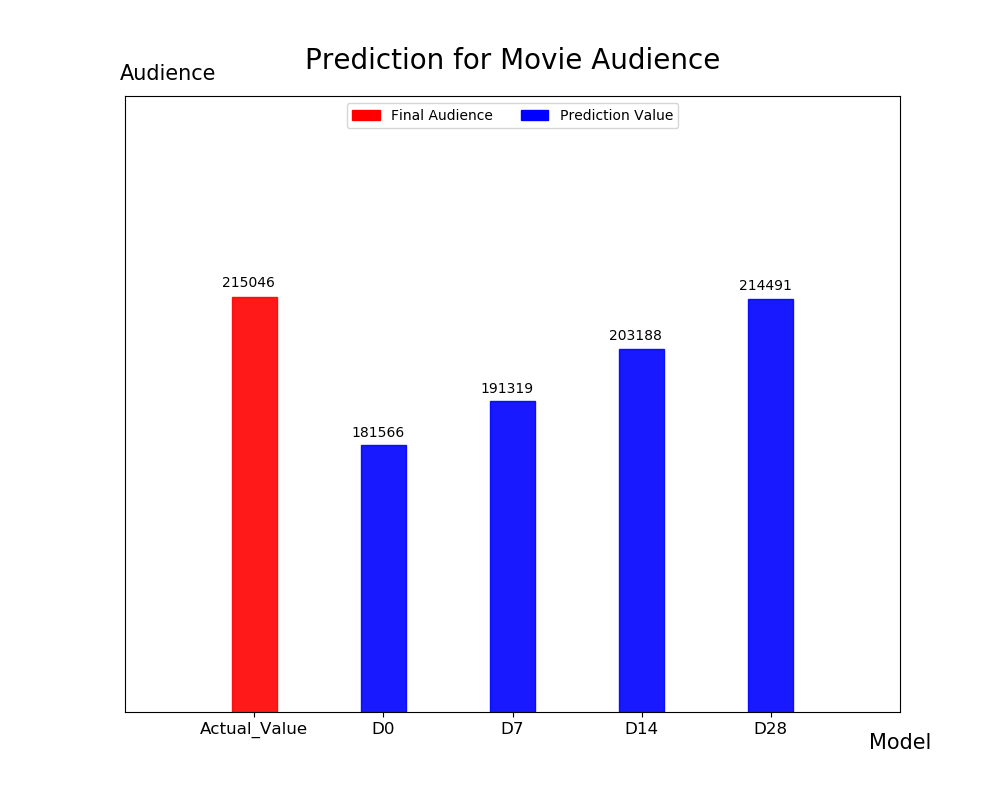 Prediction for Movie Audience
Audience
Final Audience
Prediction Value
215046
181566
191319
203188
214491
Actual_Value
D0
D7
D14
D28
Model